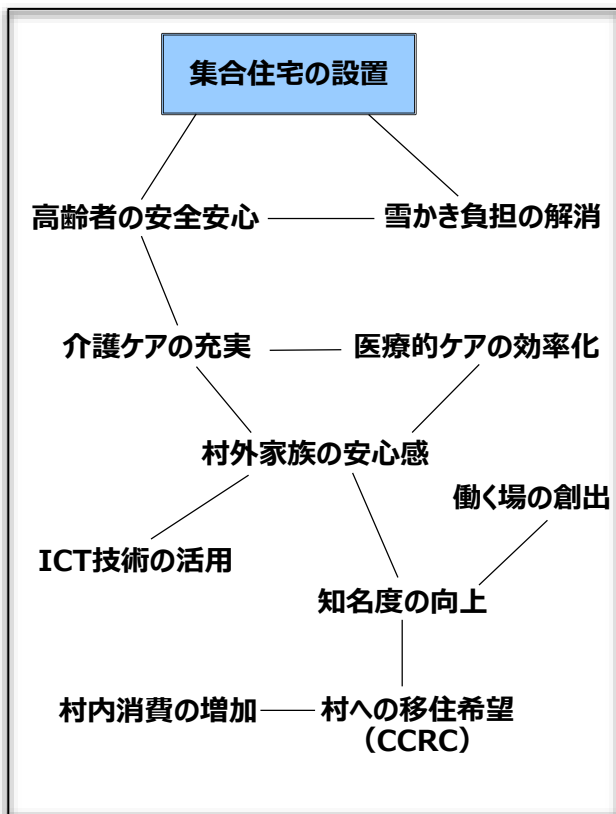 集合住宅の設置
高齢者の安全安心
雪かき負担の解消
介護ケアの充実
医療的ケアの効率化
村外家族の安心感
働く場の創出
ICT技術の活用
知名度の向上
村内消費の増加
村への移住希望
（CCRC）